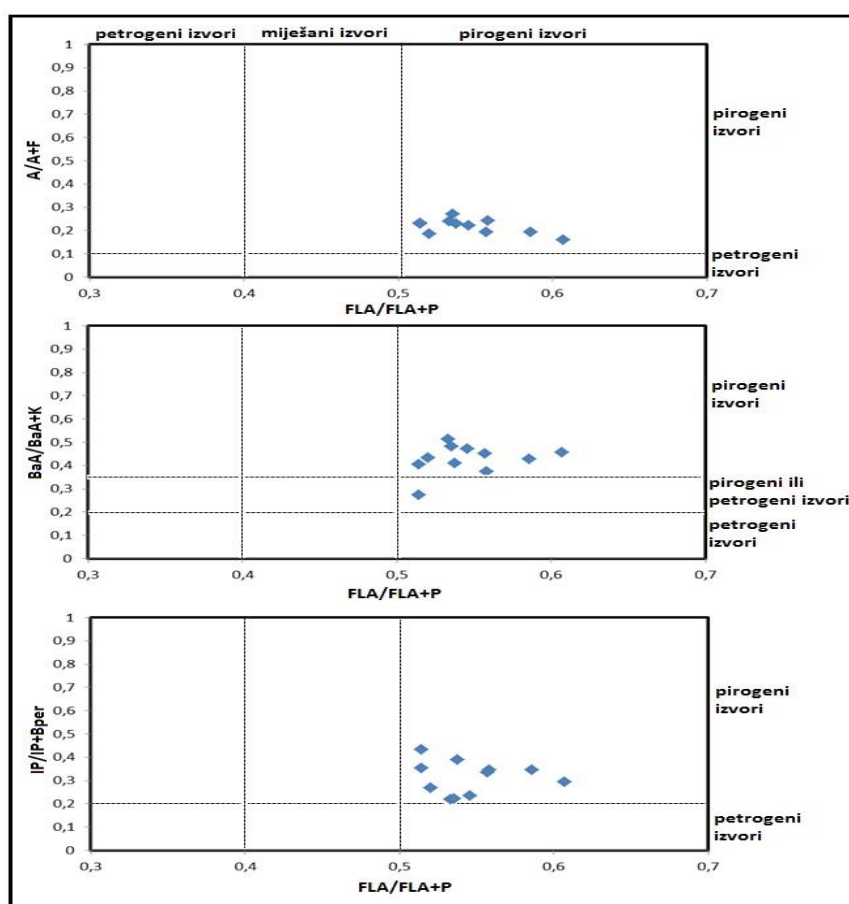 petrogeni izvori miješani izvori pirogeni izvori
1
0,9
0,8
0,7
0,6
0,5
0,4
0,3
0,2
0,1
0
A/A+F
pirogeni
izvori
petrogeni
izvori
0,3 0,4 0,5 0,6 0,7
FLA/FLA+P
1
0,9
0,8
0,7
0,6
0,5
0,4
0,3
0,2
0,1
0
BaA/BaA+K
pirogeni
izvori
pirogeni ili
petrogeni izvori
petrogeni
izvori
0,3 0,4 0,5 0,6 0,7
FLA/FLA+P
1
0,9
0,8
0,7
0,6
0,5
0,4
0,3
0,2
0,1
0
IP/IP+Bper
pirogeni
izvori
petrogeni
izvori
0,3 0,4 0,5 0,6 0,7
FLA/FLA+P